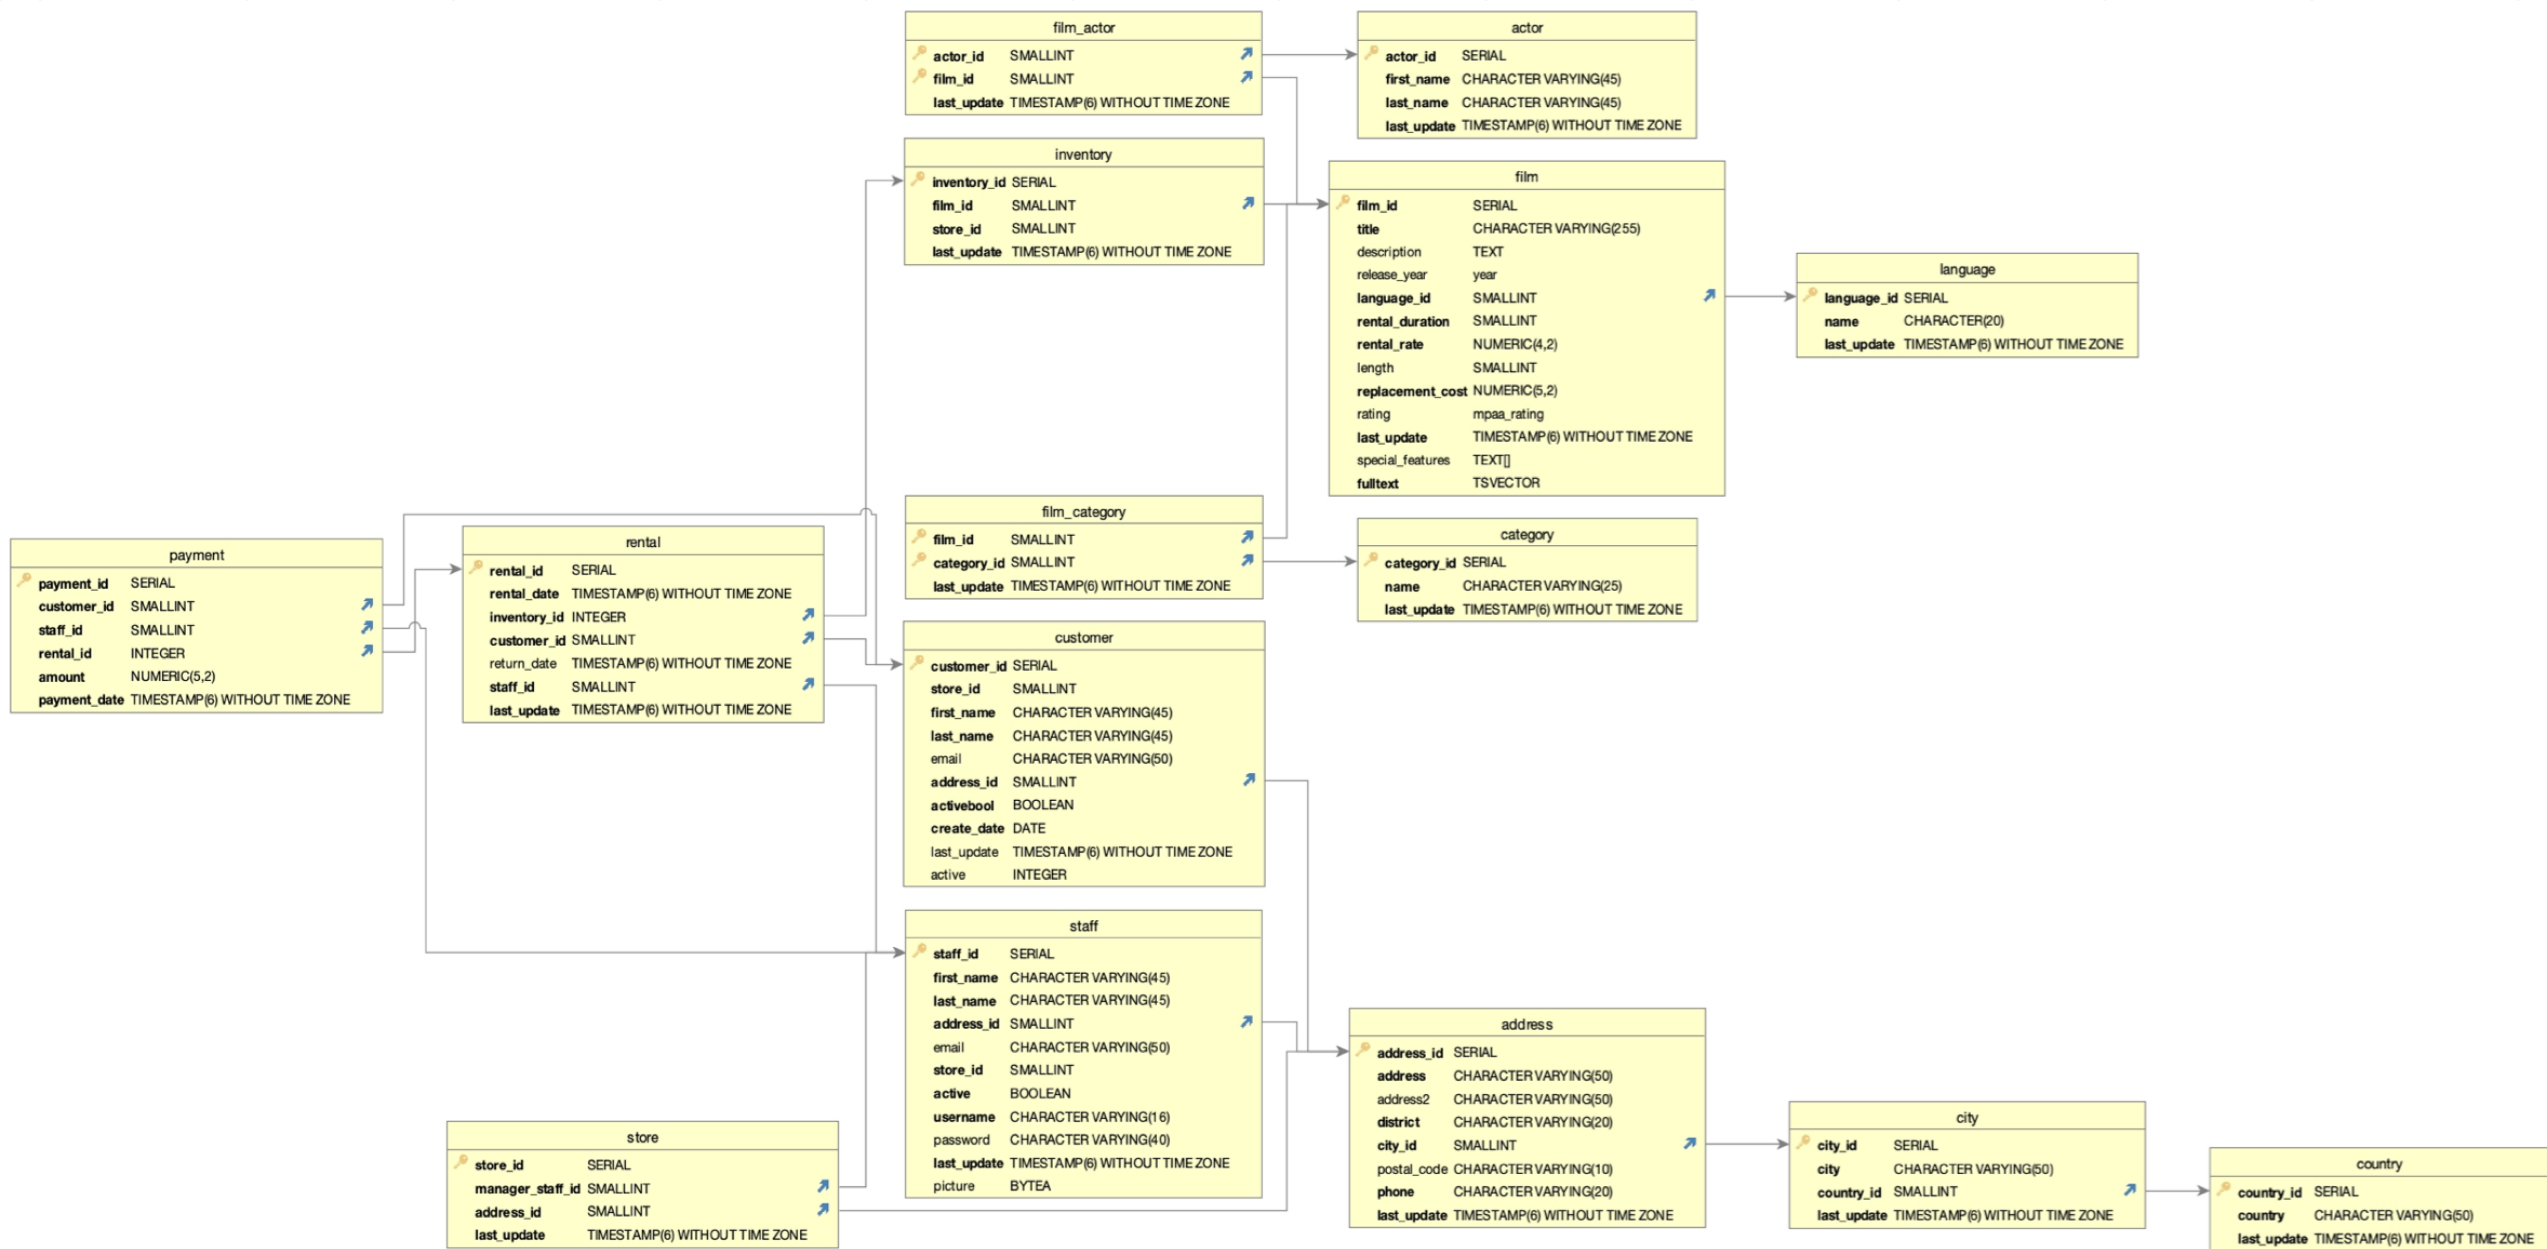 film_actor
actor_id SMALLINT
film_id SMALLINT
last_update TIMESTAMP(6) WITHOUT TIME ZONE
actor
actor_id SERIAL
first_name CHARACTER VARYING(45)
last_name CHARACTER VARYING(45)
last_update TIMESTAMP(6) WITHOUT TIME ZONE
inventory
inventory_id SERIAL
film_id SMALLINT
store_id SMALLINT
last_update TIMESTAMP(6) WITHOUT TIME ZONE
film
film_id SERIAL
title CHARACTER VARYING(255)
description TEXT
release_year year
language_id SMALLINT
rental_duration SMALLINT
rental_rate NUMERIC(4,2)
length SMALLINT
replacement_cost NUMERIC(5,2)
rating mpaa_rating
last_update TIMESTAMP(6) WITHOUT TIME ZONE
special_features TEXT[]
fulltext TSVECTOR
language
language_id SERIAL
name CHARACTER(20)
last_update TIMESTAMP(6) WITHOUT TIME ZONE
payment
payment_id SERIAL
customer_id SMALLINT
staff_id SMALLINT
rental_id INTEGER
amount NUMERIC(5,2)
payment_date TIMESTAMP(6) WITHOUT TIME ZONE
rental
rental_id SERIAL
rental_date TIMESTAMP(6) WITHOUT TIME ZONE
inventory_id INTEGER
customer_id SMALLINT
return_date TIMESTAMP(6) WITHOUT TIME ZONE
staff_id SMALLINT
last_update TIMESTAMP(6) WITHOUT TIME ZONE
film_category
film_id SMALLINT
category_id SMALLINT
last_update TIMESTAMP(6) WITHOUT TIME ZONE
category
category_id SERIAL
name CHARACTER VARYING(25)
last_update TIMESTAMP(6) WITHOUT TIME ZONE
customer
customer_id SERIAL
store_id SMALLINT
first_name CHARACTER VARYING(45)
last_name CHARACTER VARYING(45)
email CHARACTER VARYING(50)
address_id SMALLINT
activebool BOOLEAN
create_date DATE
last_update TIMESTAMP(6) WITHOUT TIME ZONE
active INTEGER
staff
staff_id SERIAL
first_name CHARACTER VARYING(45)
last_name CHARACTER VARYING(45)
address_id SMALLINT
email CHARACTER VARYING(50)
store_id SMALLINT
active BOOLEAN
username CHARACTER VARYING(16)
password CHARACTER VARYING(40)
last_update TIMESTAMP(6) WITHOUT TIME ZONE
picture BYTEA
store
store_id SERIAL
manager_staff_id SMALLINT
address_id SMALLINT
last_update TIMESTAMP(6) WITHOUT TIME ZONE
address
address_id SERIAL
address CHARACTER VARYING(50)
address2 CHARACTER VARYING(50)
district CHARACTER VARYING(20)
city_id SMALLINT
postal_code CHARACTER VARYING(10)
phone CHARACTER VARYING(20)
last_update TIMESTAMP(6) WITHOUT TIME ZONE
city
city_id SERIAL
city CHARACTER VARYING(50)
country_id SMALLINT
last_update TIMESTAMP(6) WITHOUT TIME ZONE
country
country_id SERIAL
country CHARACTER VARYING(50)
last_update TIMESTAMP(6) WITHOUT TIME ZONE